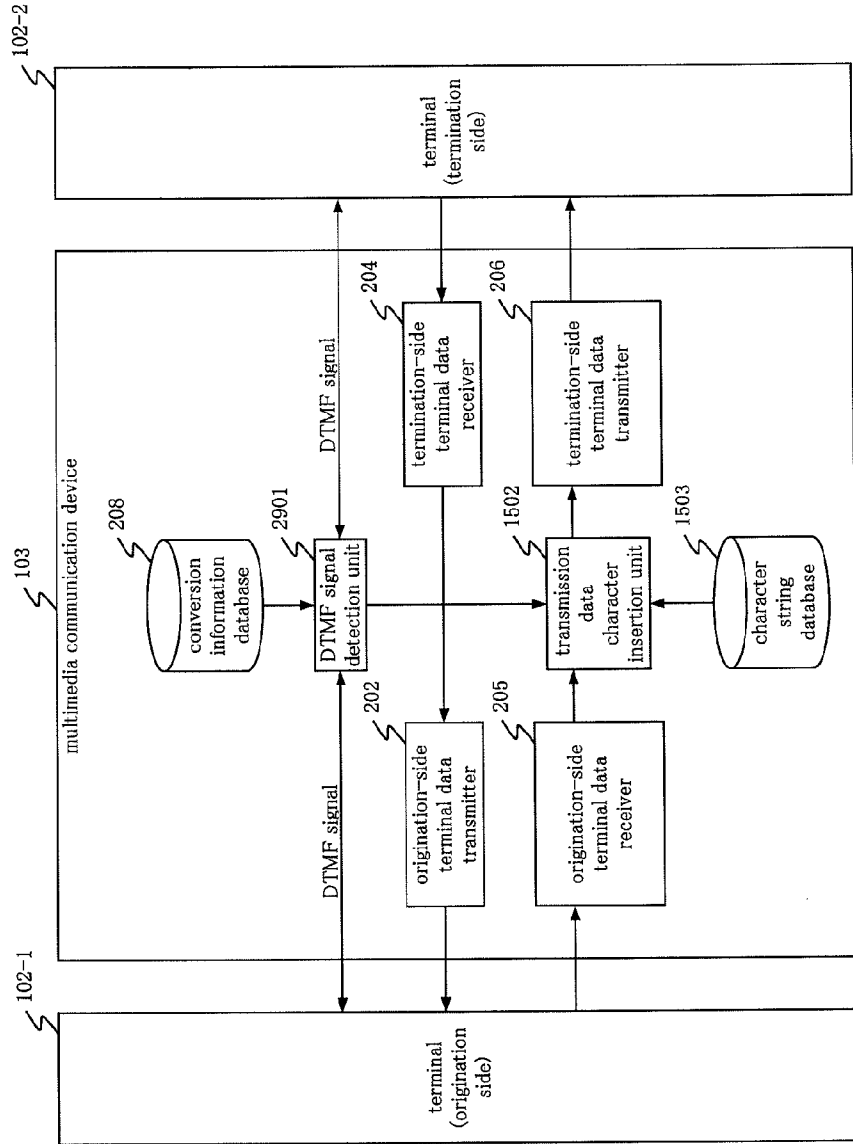 103
multimedia communication device
102-1
terminal
(origination
side)
102-2
terminal
(termination
side)
208
conversion
information
database
2901
DTMF signal
detection unit
DTMF signal
DTMF signal
202
origination-side
terminal data
transmitter
204
termination-side
terminal data
receiver
205
origination-side
terminal data
receiver
1502
transmission
data
character
insertion unit
206
termination-side
terminal data
transmitter
1503
character
string
database